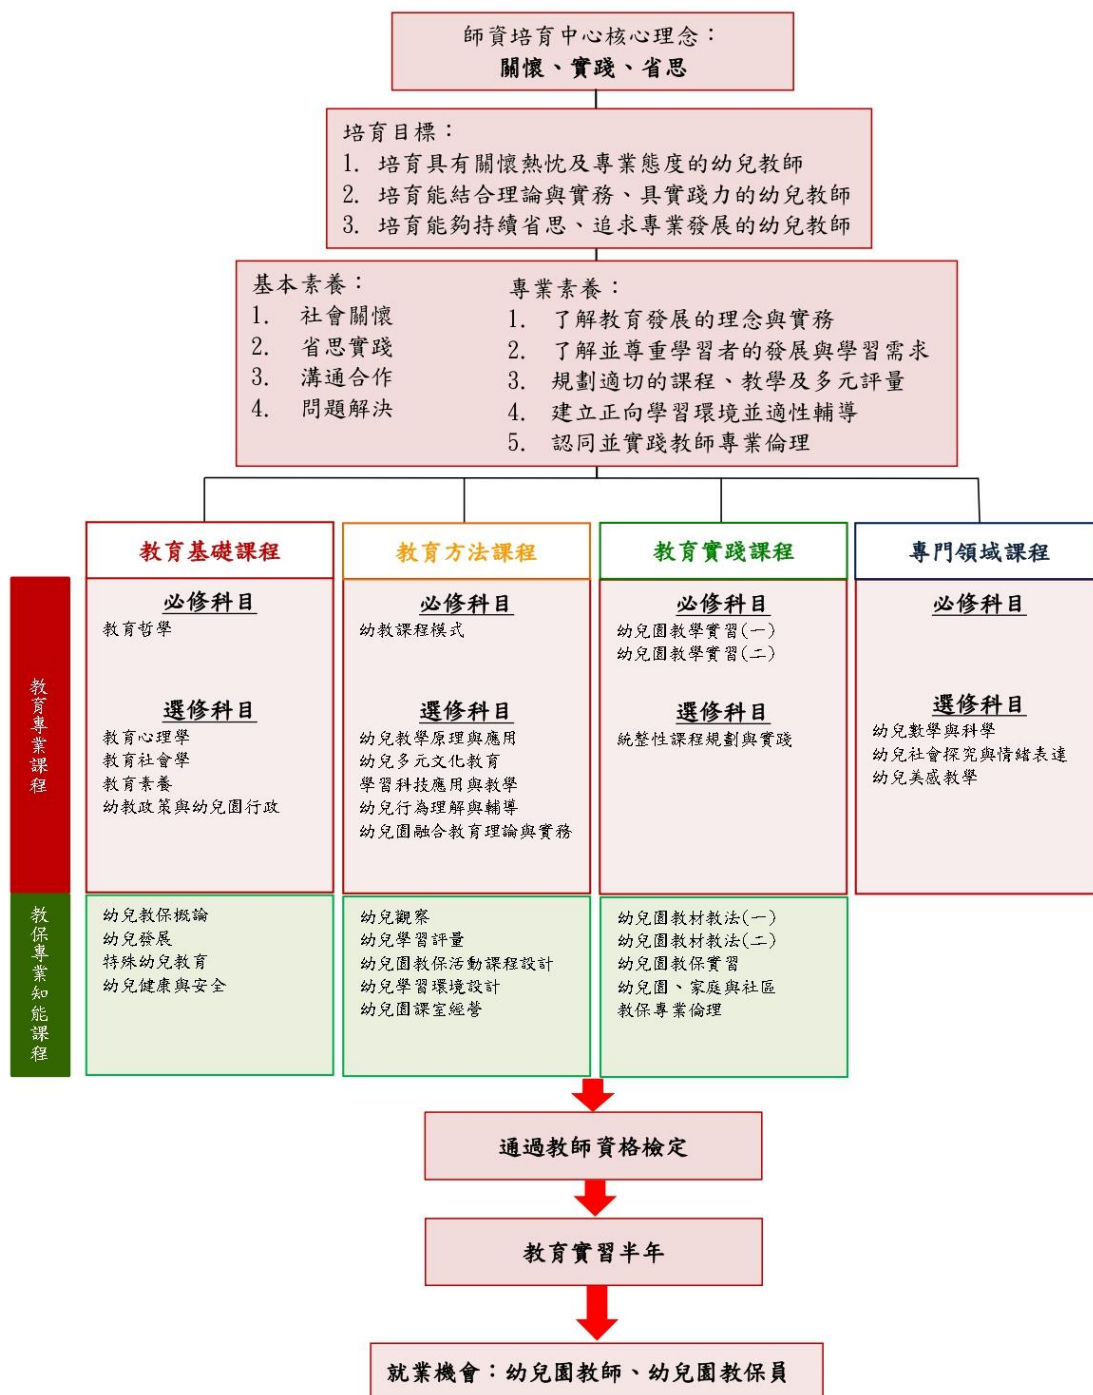 師資培育中心核心理念：
關懷、實踐、省思
培育目標：
1. 培育具有關懷熱忱及專業態度的幼兒教師
2. 培育能結合理論與實務、具實踐力的幼兒教師
3. 培育能夠持續省思、追求專業發展的幼兒教師
基本素養：
1. 社會關懷
2. 省思實踐
3. 溝通合作
4. 問題解決
專業素養：
1. 了解教育發展的理念與實務
2. 了解並尊重學習者的發展與學習需求
3. 規劃適切的課程、教學及多元評量
4. 建立正向學習環境並適性輔導
5. 認同並實踐教師專業倫理
教育基礎課程
教育方法課程
教育實踐課程
專門領域課程
教育專業課程
必修科目
教育哲學
選修科目
教育心理學
教育社會學
教育素養
幼教政策與幼兒園行政
必修科目
幼教課程模式
選修科目
幼兒教學原理與應用
幼兒多元文化教育
學習科技應用與教學
幼兒行為理解與輔導
幼兒園融合教育理論與實務
必修科目
幼兒園教學實習(一)
幼兒園教學實習(二)
選修科目
統整性課程規劃與實踐
必修科目
選修科目
幼兒數學與科學
幼兒社會探究與情緒表達
幼兒美感教學
教保專業知能課程
幼兒教保概論
幼兒發展
特殊幼兒教育
幼兒健康與安全
幼兒觀察
幼兒學習評量
幼兒園教保活動課程設計
幼兒學習環境設計
幼兒園課室經營
幼兒園教材教法(一)
幼兒園教材教法(二)
幼兒園教保實習
幼兒園、家庭與社區
教保專業倫理
通過教師資格檢定
教育實習半年
就業機會：幼兒園教師、幼兒園教保員